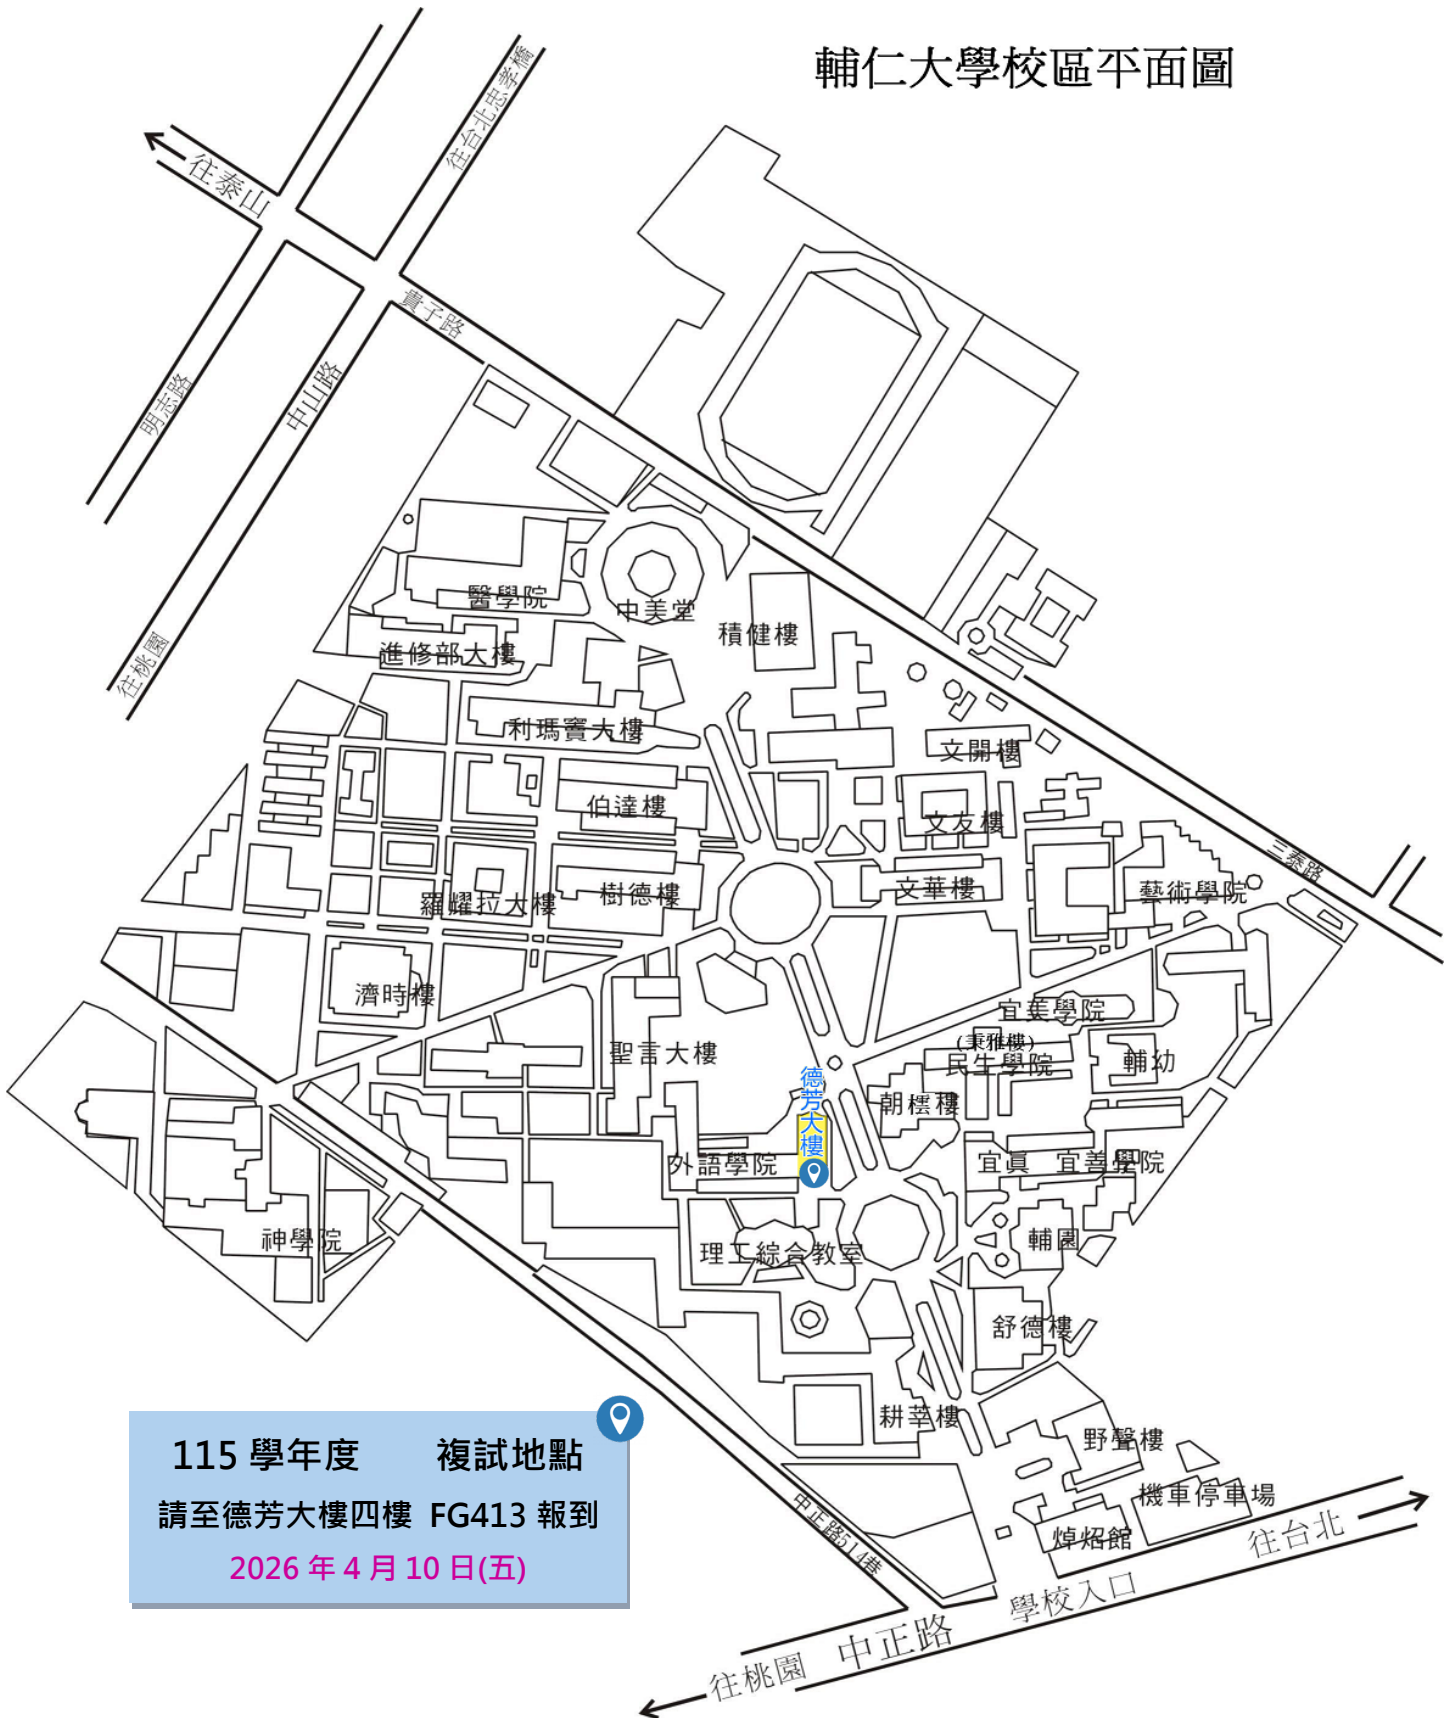 輔仁大學校區平面圖
往台北忠孝橋
往泰山
貴子路
明志路
中山路
往桃園
醫學院
中美堂
積健樓
進修部大樓
利瑪竇大樓
文開樓
伯達樓
文友樓
三泰路
羅耀拉大樓
樹德樓
文華樓
藝術學院
濟時樓
宜美學院
(秉雅樓)
聖言大樓
民生學院
輔幼
德芳大樓
朝橒樓
外語學院
宜真
宜善學院
神學院
理工綜合教室
輔園
舒德樓
耕莘樓
野聲樓
機車停車場
焯炤館
中正路514巷
往台北
學校入口
中正路
往桃園
115 學年度 複試地點
請至德芳大樓四樓 FG413 報到
2026 年 4 月 10 日(五)